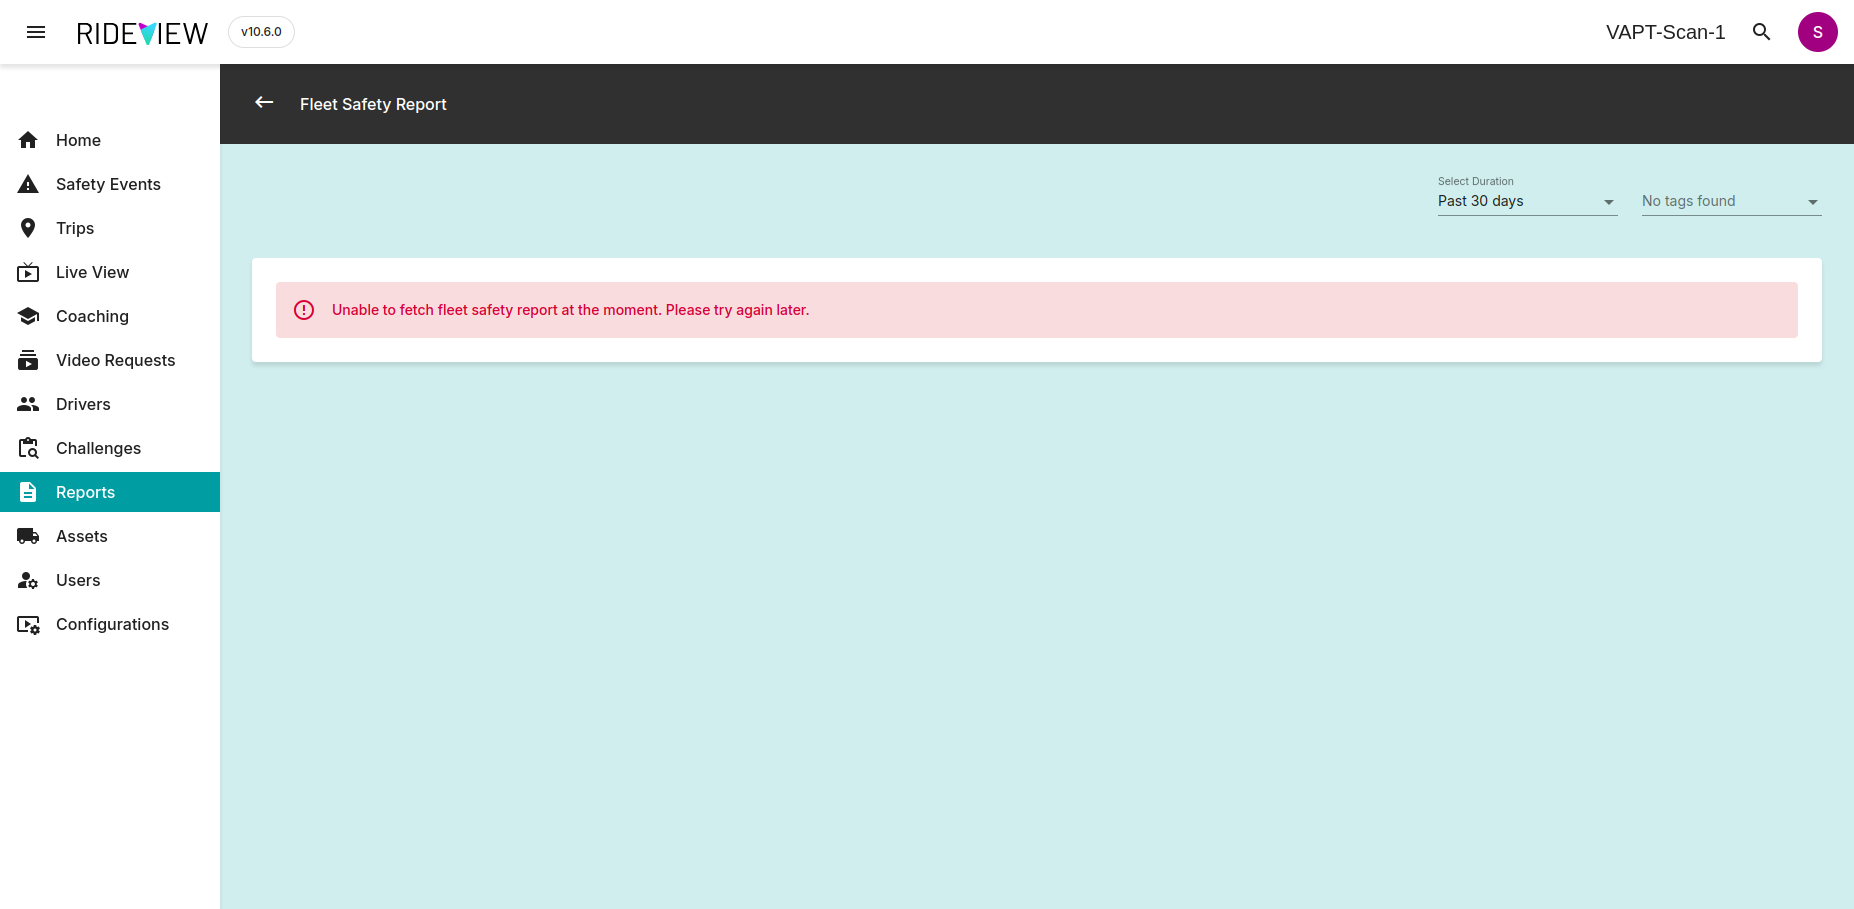 RIDEVIEW
v10.6.0
VAPT-Scan-1
S
Fleet Safety Report
Home
Safety Events
Trips
Live View
Coaching
Video Requests
Drivers
Challenges
Reports
Assets
Users
Configurations
Select Duration
Past 30 days
No tags found
Unable to fetch fleet safety report at the moment. Please try again later.